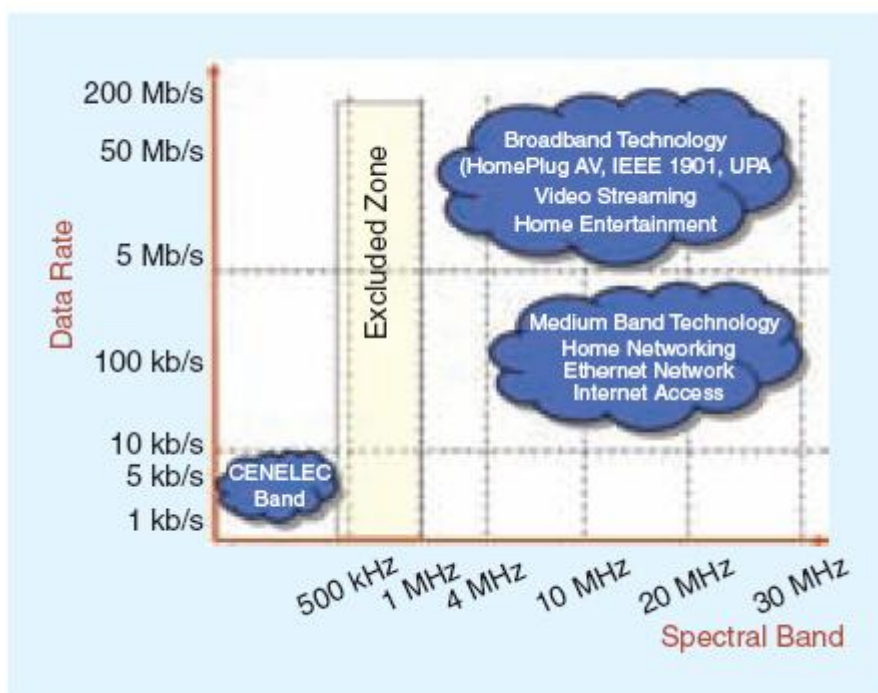 200 Mb/s
50 Mb/s
5 Mb/s
100 kb/s
10 kb/s
5 kb/s
1 kb/s
Data Rate
Excluded Zone
Broadband Technology
(HomePlug AV, IEEE 1901, UPA
Video Streaming
Home Entertainment
Medium Band Technology
Home Networking
Ethernet Network
Internet Access
CENELEC
Band
500 kHz
1 MHz
4 MHz
10 MHz
20 MHz
30 MHz
Spectral Band